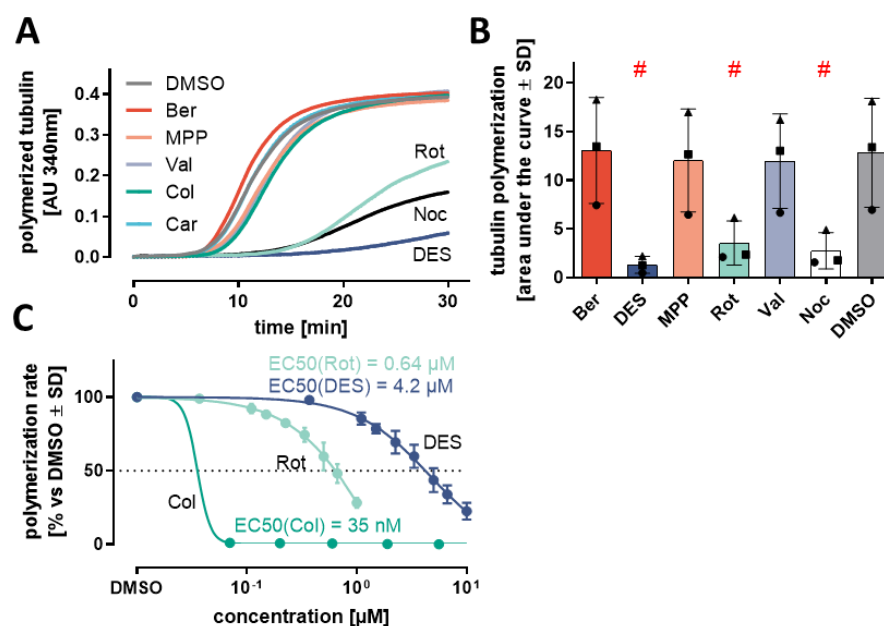 A
polymerized tubulin
[AU 340nm]
0.4
0.3
0.2
0.1
0.0
DMSO
Ber
MPP
Val
Col
Car
Rot
Noc
DES
0
10
20
30
time [min]
B
tubulin polymerization
[area under the curve ± SD]
20
15
10
5
0
# # #
Ber
DES
MPP
Rot
Val
Noc
DMSO
C
polymerization rate
[% vs DMSO ± SD]
100
50
0
EC50(Rot) = 0.64 µM
EC50(DES) = 4.2 µM
DES
Rot
Col
EC50(Col) = 35 nM
DMSO
10⁻¹
10⁰
10¹
concentration [µM]